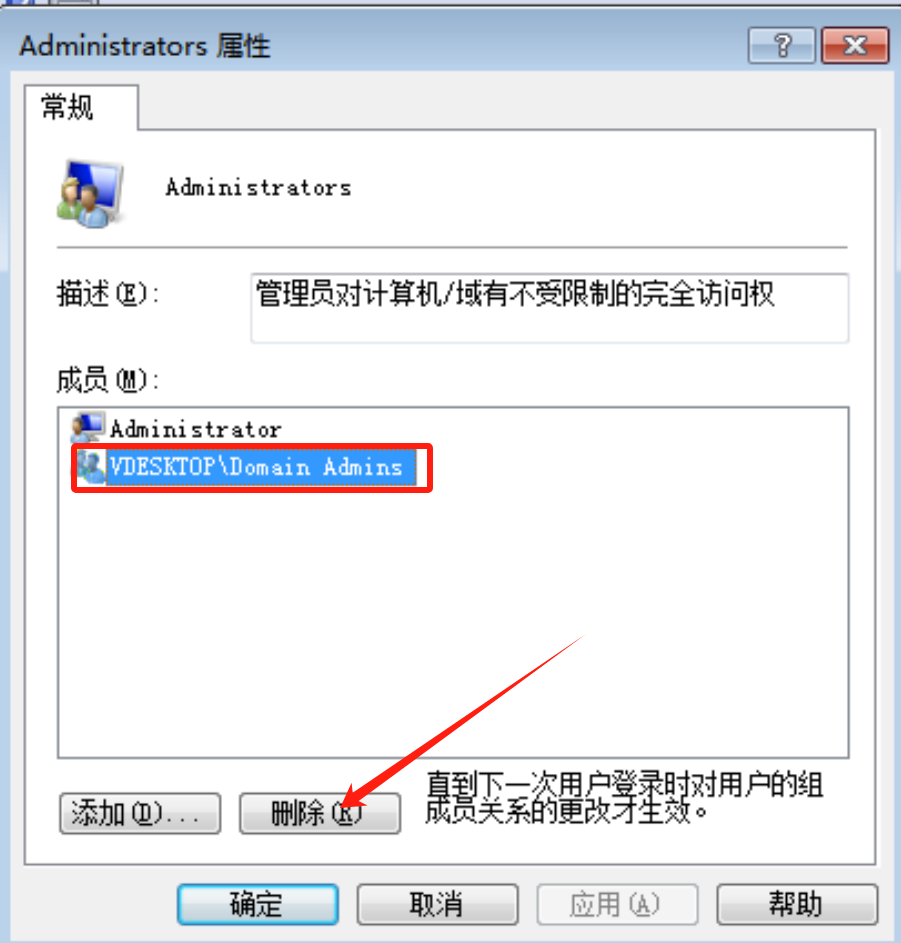 Administrators 属性
常规
Administrators
描述(E):
管理员对计算机/域有不受限制的完全访问权
成员(M):
Administrator
VDESKTOP\Domain Admins
添加(D)...
删除(R)
直到下一次用户登录时对用户的组
成员关系的更改才生效。
确定
取消
应用(A)
帮助